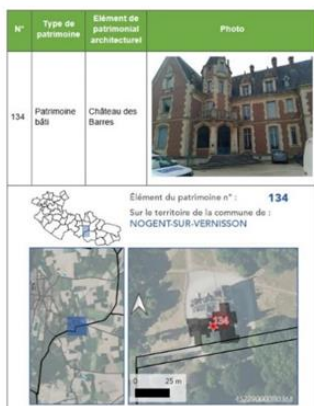 N°
Type de patrimoine
Elément de patrimonial architecturel
Photo
134
Patrimoine bâti
Château des Barres
Élément du patrimoine n° : 134
Sur le territoire de la commune de :
NOGENT-SUR-VERNISSON
134
0 25 m